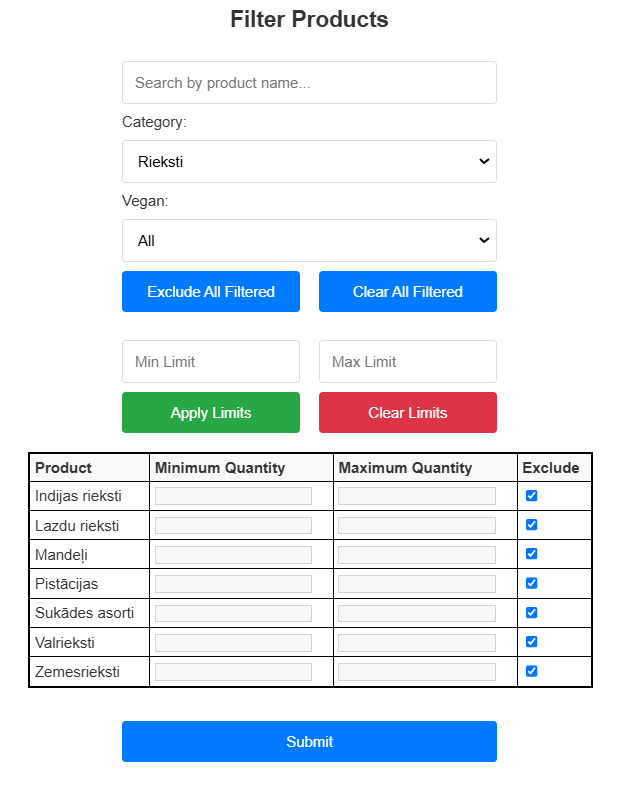 Filter Products
Search by product name...
Category:
Rieksti
Vegan:
All
Exclude All Filtered Clear All Filtered
Min Limit Max Limit
Apply Limits Clear Limits
Product Minimum Quantity Maximum Quantity Exclude
Indijas rieksti
Lazdu rieksti
Mandeļi
Pistācijas
Sukādes asorti
Valrieksti
Zemesrieksti
Submit